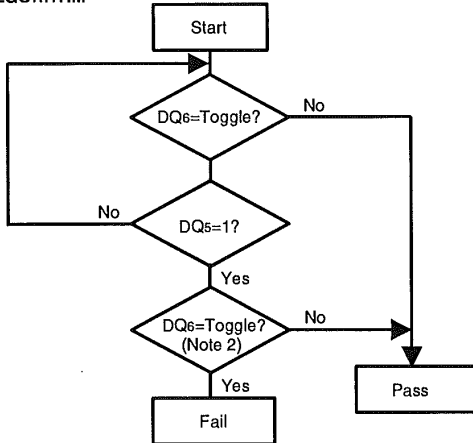 Start
DQ6=Toggle?
No
DQ5=1?
No
Yes
DQ6=Toggle?
(Note 2)
No
Yes
Pass
Fail